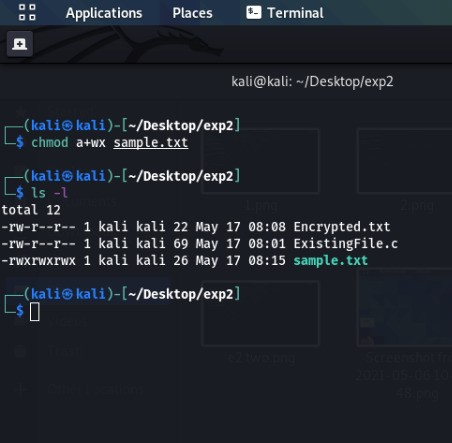 Applications Places Terminal
kali@kali: ~/Desktop/exp2
┌──(kali㉿kali)-[~/Desktop/exp2]
└─$ chmod a+wx sample.txt
┌──(kali㉿kali)-[~/Desktop/exp2]
└─$ ls -l
total 12
-rw-r--r-- 1 kali kali 22 May 17 08:08 Encrypted.txt
-rw-r--r-- 1 kali kali 69 May 17 08:01 ExistingFile.c
-rwxrwxrwx 1 kali kali 26 May 17 08:15 sample.txt
┌──(kali㉿kali)-[~/Desktop/exp2]
└─$